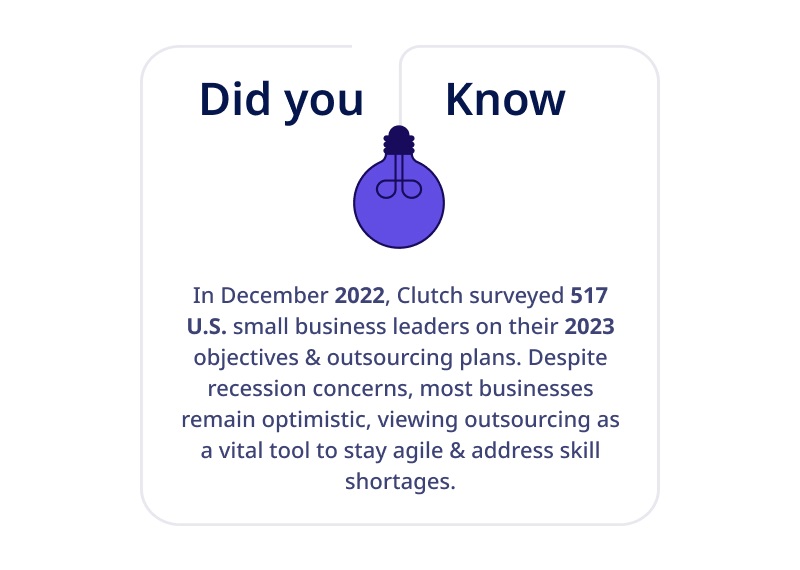 Did you Know
In December 2022, Clutch surveyed 517
U.S. small business leaders on their 2023
objectives & outsourcing plans. Despite
recession concerns, most businesses
remain optimistic, viewing outsourcing as
a vital tool to stay agile & address skill
shortages.